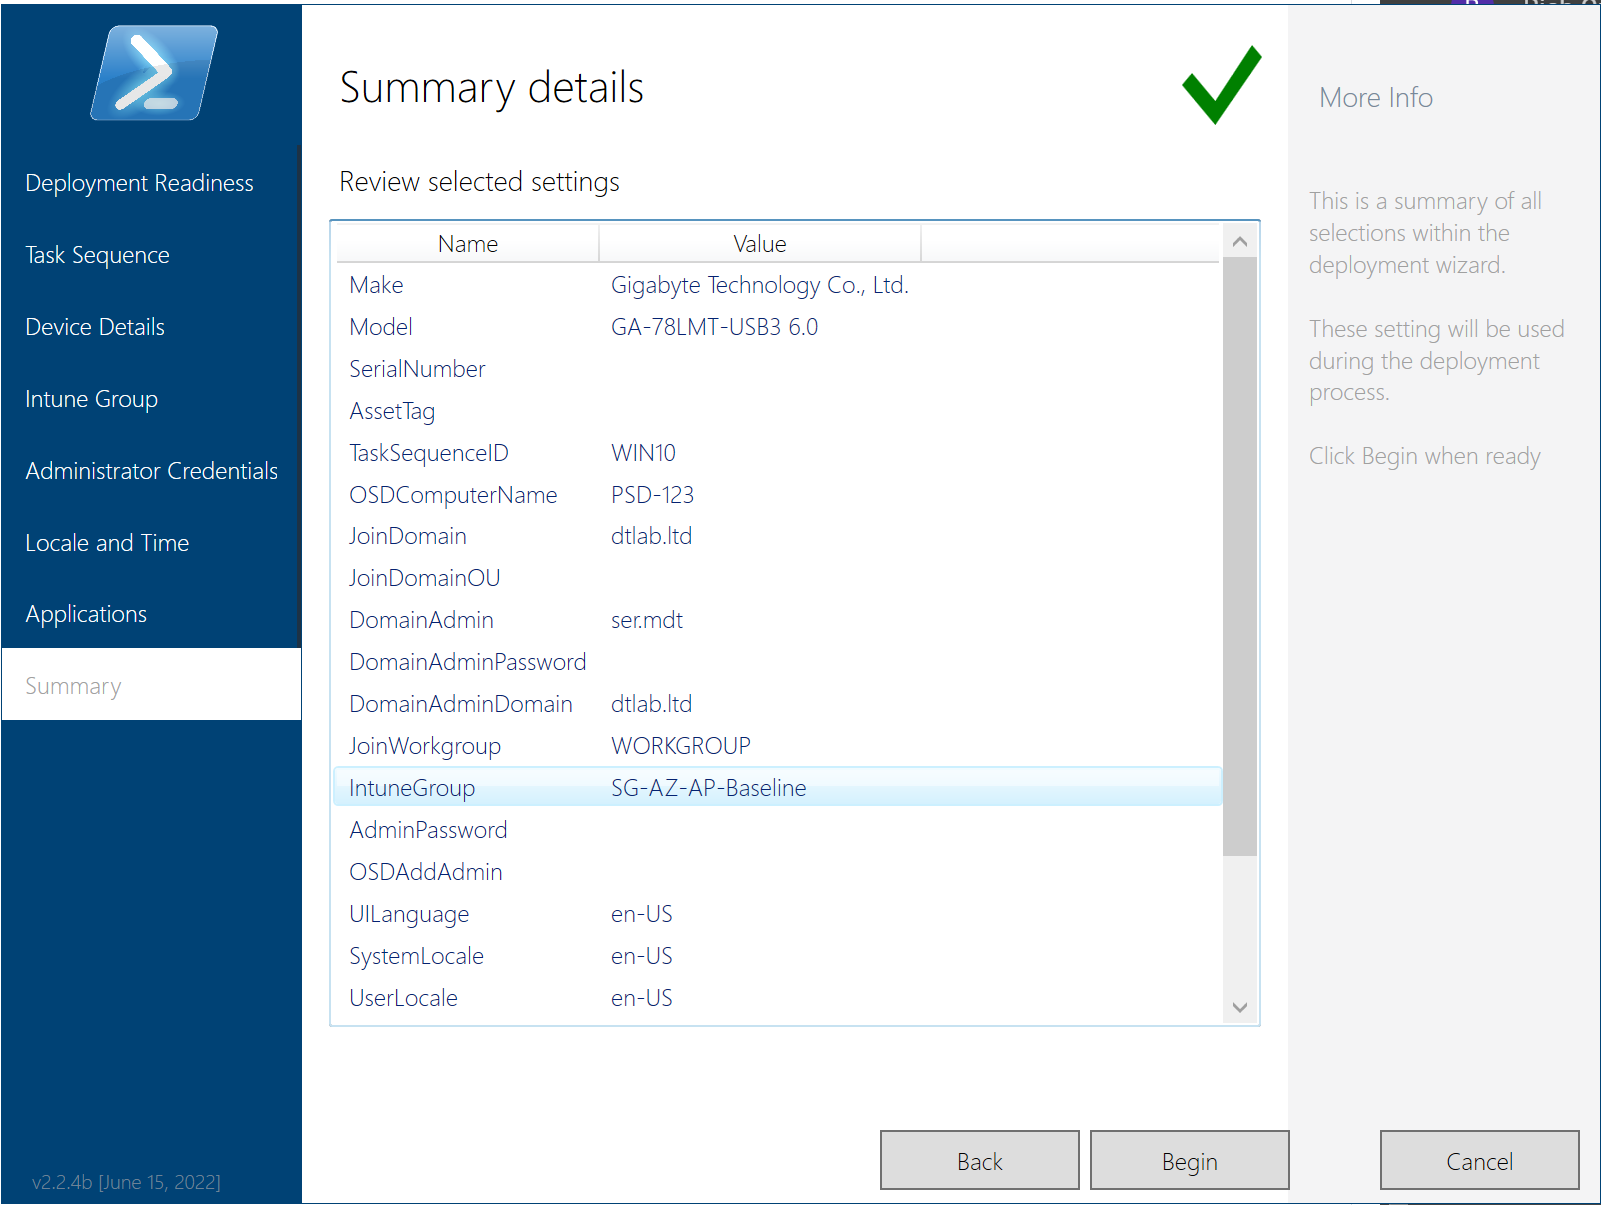 Deployment Readiness
Task Sequence
Device Details
Intune Group
Administrator Credentials
Locale and Time
Applications
Summary
v2.2.4b [June 15, 2022]
Summary details
Review selected settings
Name Value
Make Gigabyte Technology Co., Ltd.
Model GA-78LMT-USB3 6.0
SerialNumber
AssetTag
TaskSequenceID WIN10
OSDComputerName PSD-123
JoinDomain dtlab.ltd
JoinDomainOU
DomainAdmin ser.mdt
DomainAdminPassword
DomainAdminDomain dtlab.ltd
JoinWorkgroup WORKGROUP
IntuneGroup SG-AZ-AP-Baseline
AdminPassword
OSDAddAdmin
UILanguage en-US
SystemLocale en-US
UserLocale en-US
Back
Begin
More Info
This is a summary of all
selections within the
deployment wizard.
These setting will be used
during the deployment
process.
Click Begin when ready
Cancel